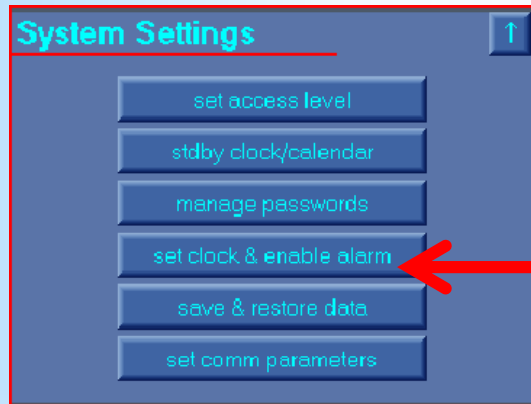 System Settings
↑
set access level
stdby clock/calendar
manage passwords
set clock & enable alarm
save & restore data
set comm parameters